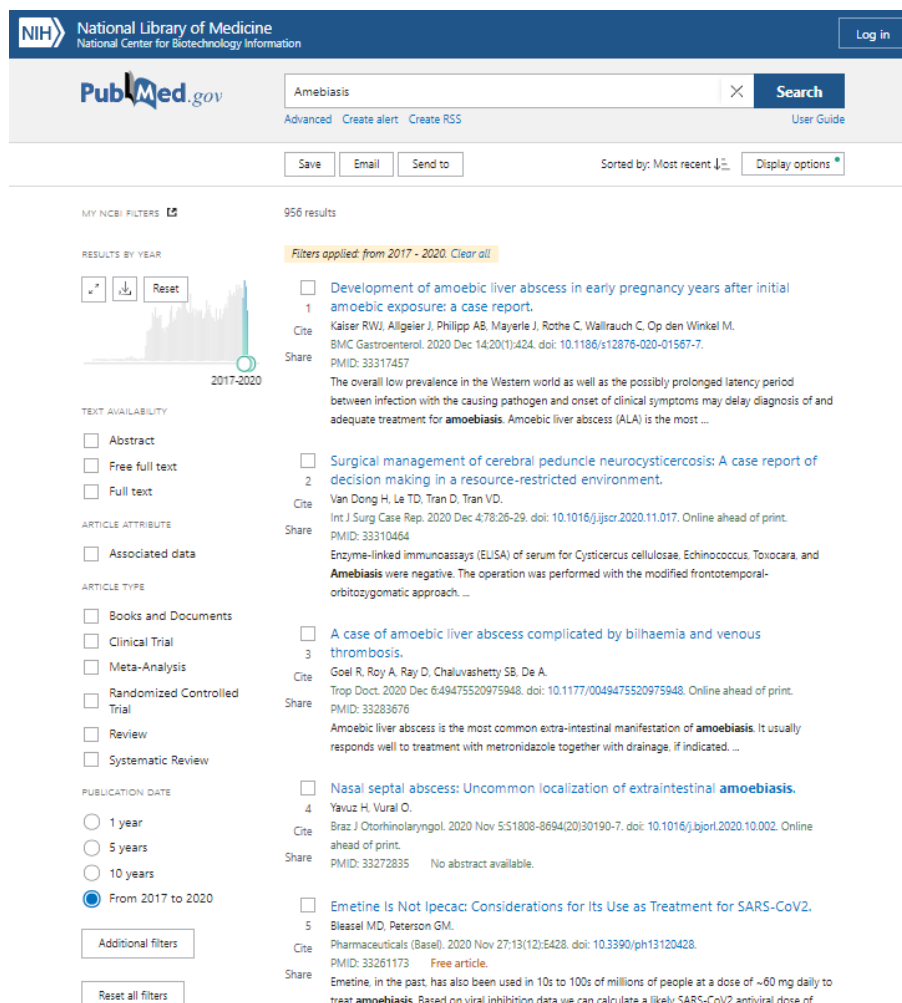 NIH
National Library of Medicine
National Center for Biotechnology Information
Log in
PubMed.gov
Amebiasis
Search
Advanced Create alert Create RSS
User Guide
Save Email Send to
Sorted by: Most recent
Display options
MY NCBI FILTERS
956 results
RESULTS BY YEAR
Filters applied: from 2017 - 2020. Clear all
Reset
2017-2020
TEXT AVAILABILITY
Abstract
Free full text
Full text
ARTICLE ATTRIBUTE
Associated data
ARTICLE TYPE
Books and Documents
Clinical Trial
Meta-Analysis
Randomized Controlled
Trial
Review
Systematic Review
PUBLICATION DATE
1 year
5 years
10 years
From 2017 to 2020
Additional filters
Reset all filters
1
Cite
Share
Development of amoebic liver abscess in early pregnancy years after initial
amoebic exposure: a case report.
Kaiser RWJ, Allgeier J, Philipp AB, Mayerle J, Rothe C, Wallrauch C, Op den Winkel M.
BMC Gastroenterol. 2020 Dec 14;20(1):424. doi: 10.1186/s12876-020-01567-7.
PMID: 33317457
The overall low prevalence in the Western world as well as the possibly prolonged latency period
between infection with the causing pathogen and onset of clinical symptoms may delay diagnosis of and
adequate treatment for amoebiasis. Amoebic liver abscess (ALA) is the most ...
2
Cite
Share
Surgical management of cerebral peduncle neurocysticercosis: A case report of
decision making in a resource-restricted environment.
Van Dong H, Le TD, Tran D, Tran VD.
Int J Surg Case Rep. 2020 Dec 4;78:26-29. doi: 10.1016/j.ijscr.2020.11.017. Online ahead of print.
PMID: 33310464
Enzyme-linked immunoassays (ELISA) of serum for Cysticercus cellulosae, Echinococcus, Toxocara, and
Amebiasis were negative. The operation was performed with the modified frontotemporal-
orbitozygomatic approach. ...
3
Cite
Share
A case of amoebic liver abscess complicated by bilhaemia and venous
thrombosis.
Goel R, Roy A, Ray D, Chaluvashetty SB, De A.
Trop Doct. 2020 Dec 6:49475520975948. doi: 10.1177/0049475520975948. Online ahead of print.
PMID: 33283676
Amoebic liver abscess is the most common extra-intestinal manifestation of amoebiasis. It usually
responds well to treatment with metronidazole together with drainage, if indicated. ...
4
Cite
Share
Nasal septal abscess: Uncommon localization of extraintestinal amoebiasis.
Yavuz H, Vural O.
Braz J Otorhinolaryngol. 2020 Nov 5:S1808-8694(20)30190-7. doi: 10.1016/j.bjorl.2020.10.002. Online
ahead of print.
PMID: 33272835 No abstract available.
5
Cite
Share
Emetine Is Not Ipecac: Considerations for Its Use as Treatment for SARS-CoV2.
Bleasel MD, Peterson GM.
Pharmaceuticals (Basel). 2020 Nov 27;13(12):E428. doi: 10.3390/ph13120428.
PMID: 33261173 Free article.
Emetine, in the past, has also been used in 10s to 100s of millions of people at a dose of ~60 mg daily to
treat amoebiasis. Based on viral inhibition data we can calculate a likely SARS-CoV2 antiviral dose of